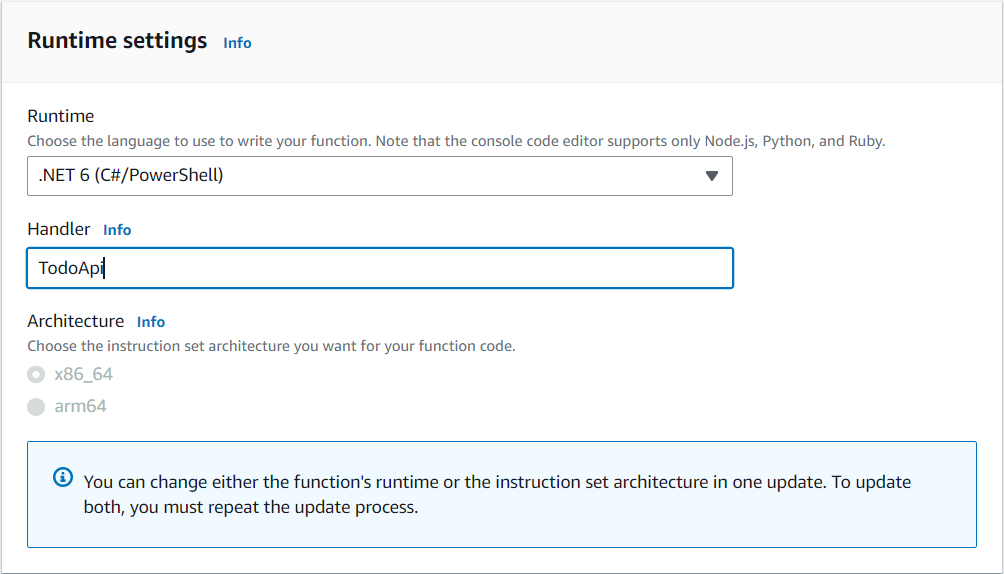 Runtime settings Info
Runtime
Choose the language to use to write your function. Note that the console code editor supports only Node.js, Python, and Ruby.
.NET 6 (C#/PowerShell)
Handler Info
TodoApi
Architecture Info
Choose the instruction set architecture you want for your function code.
x86_64
arm64
You can change either the function's runtime or the instruction set architecture in one update. To update
both, you must repeat the update process.